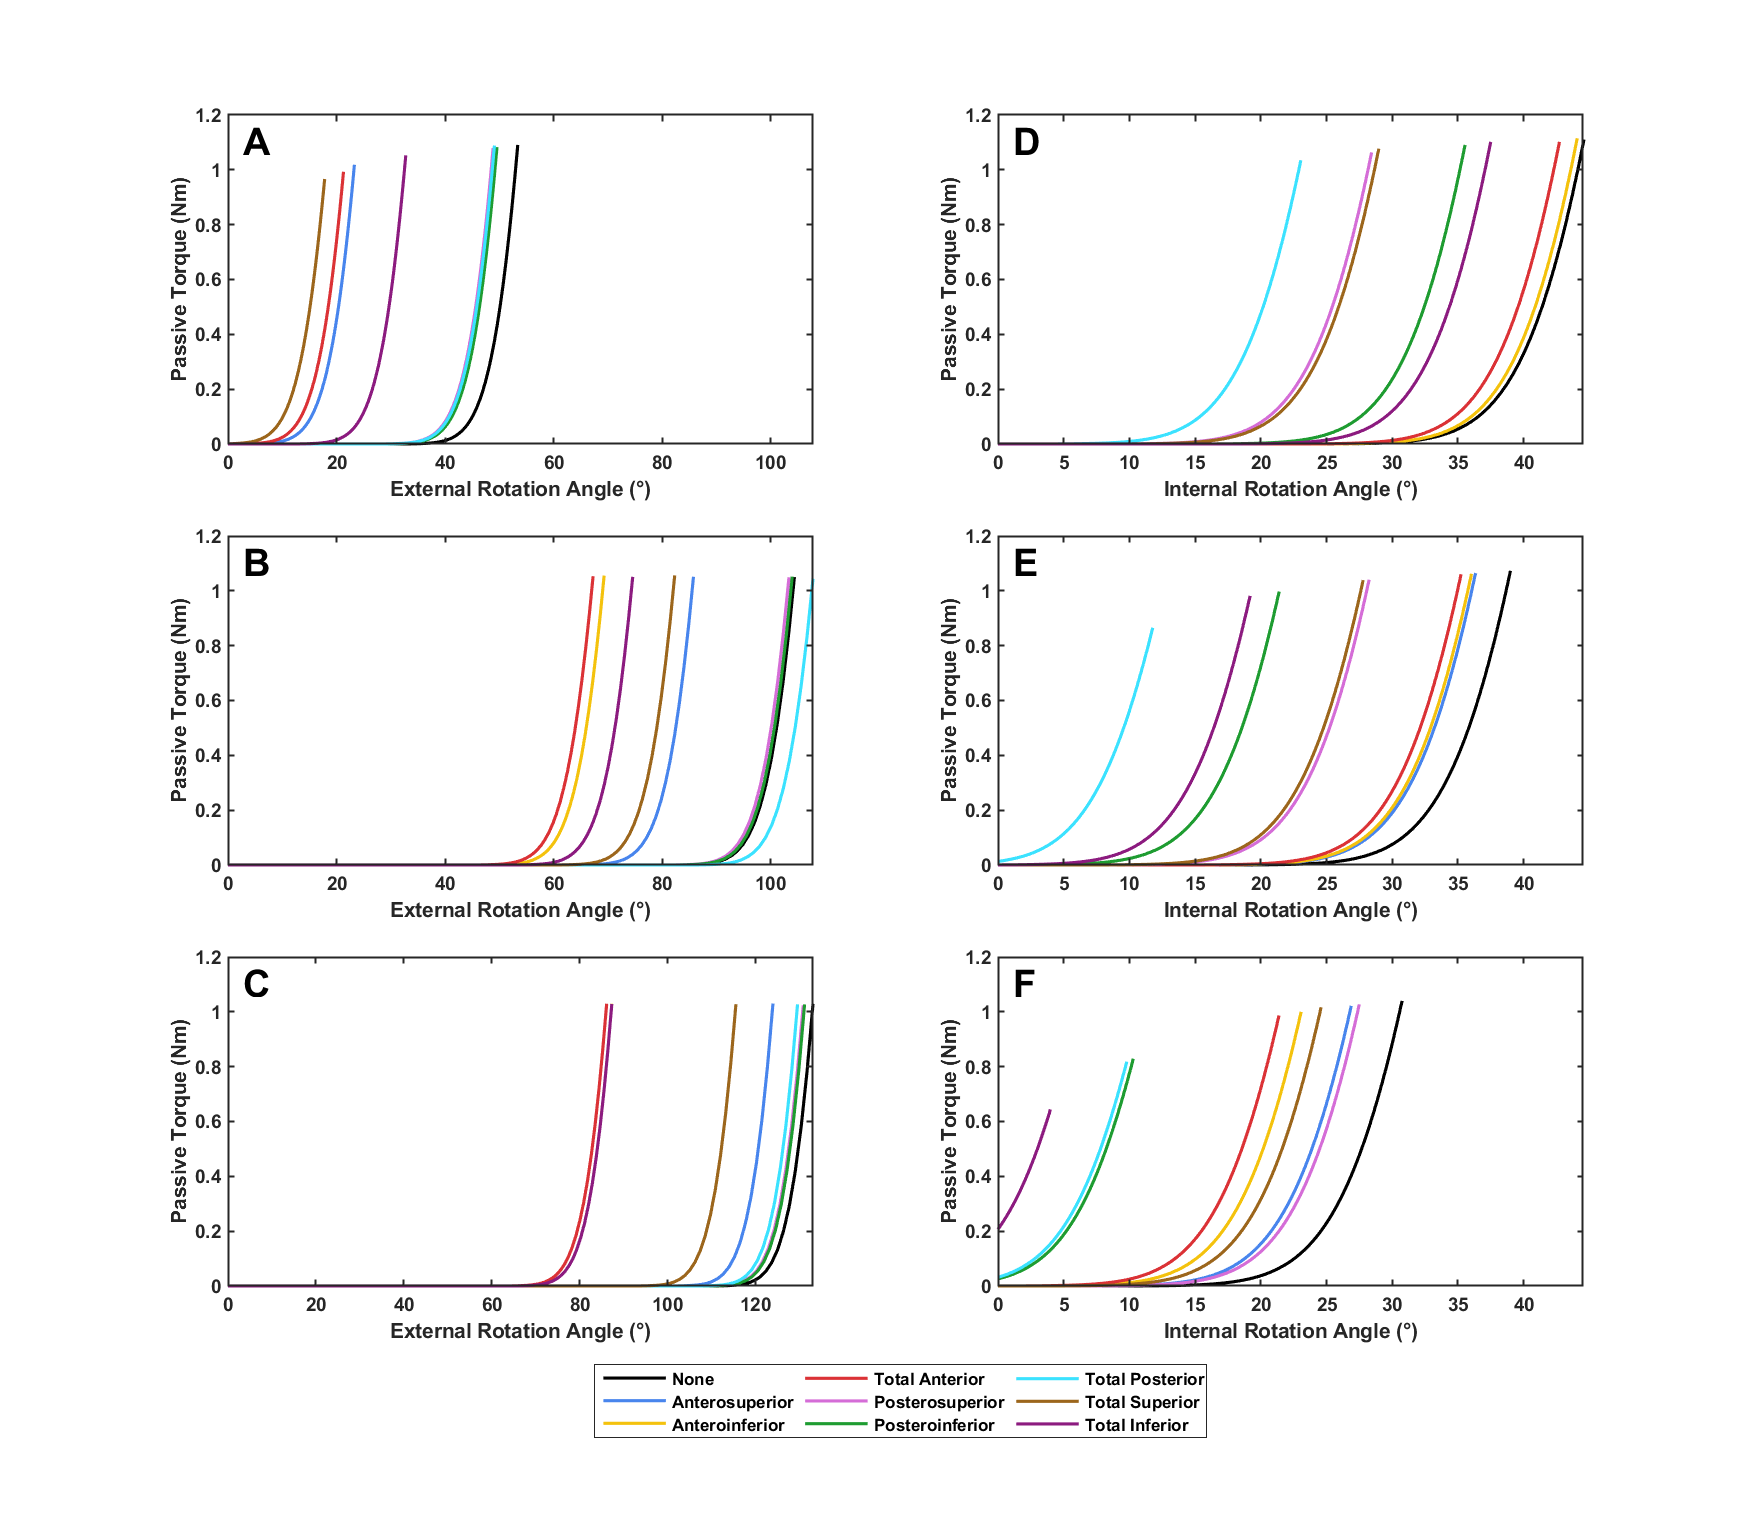 A
1.2
1
0.8
0.6
0.4
0.2
0
Passive Torque (Nm)
0 20 40 60 80 100
External Rotation Angle (°)
D
1.2
1
0.8
0.6
0.4
0.2
0
Passive Torque (Nm)
0 5 10 15 20 25 30 35 40
Internal Rotation Angle (°)
B
1.2
1
0.8
0.6
0.4
0.2
0
Passive Torque (Nm)
0 20 40 60 80 100
External Rotation Angle (°)
E
1.2
1
0.8
0.6
0.4
0.2
0
Passive Torque (Nm)
0 5 10 15 20 25 30 35 40
Internal Rotation Angle (°)
C
1.2
1
0.8
0.6
0.4
0.2
0
Passive Torque (Nm)
0 20 40 60 80 100 120
External Rotation Angle (°)
F
1.2
1
0.8
0.6
0.4
0.2
0
Passive Torque (Nm)
0 5 10 15 20 25 30 35 40
Internal Rotation Angle (°)
None Total Anterior Total Posterior
Anterosuperior Posterosuperior Total Superior
Anteroinferior Posteroinferior Total Inferior